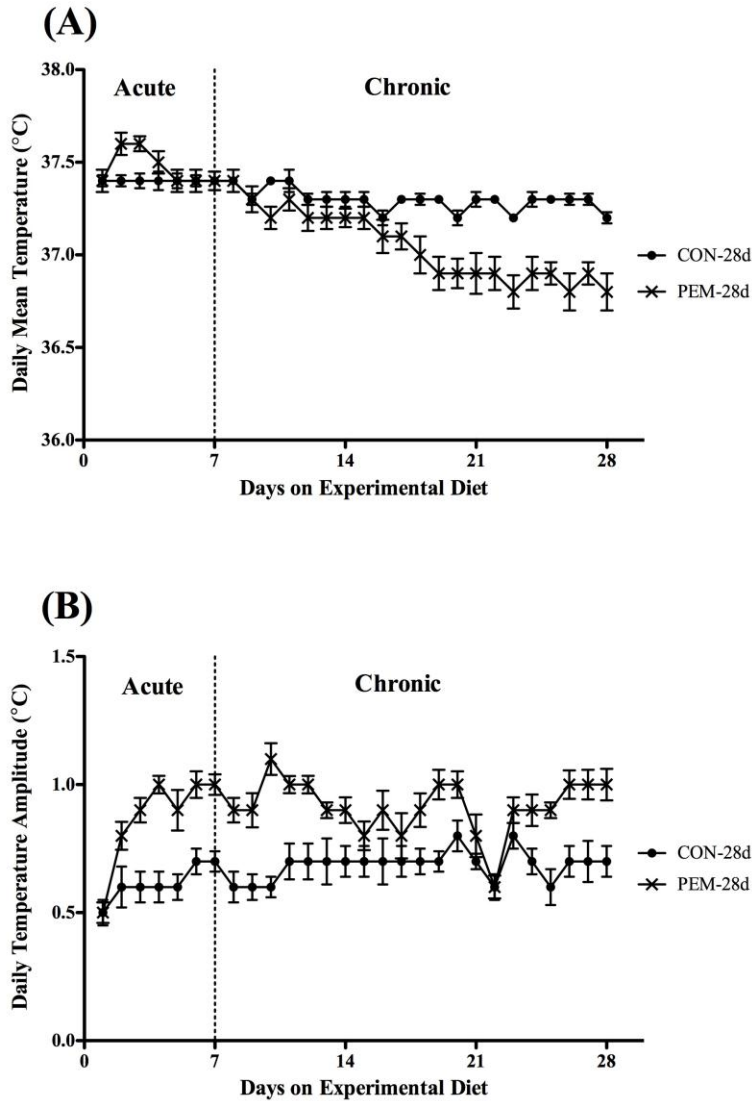 (A)
38.0
Acute
Chronic
37.5
37.0
36.5
36.0
Daily Mean Temperature (°C)
CON-28d
PEM-28d
0 7 14 21 28
Days on Experimental Diet
(B)
1.5
Acute
Chronic
1.0
0.5
0.0
Daily Temperature Amplitude (°C)
CON-28d
PEM-28d
0 7 14 21 28
Days on Experimental Diet